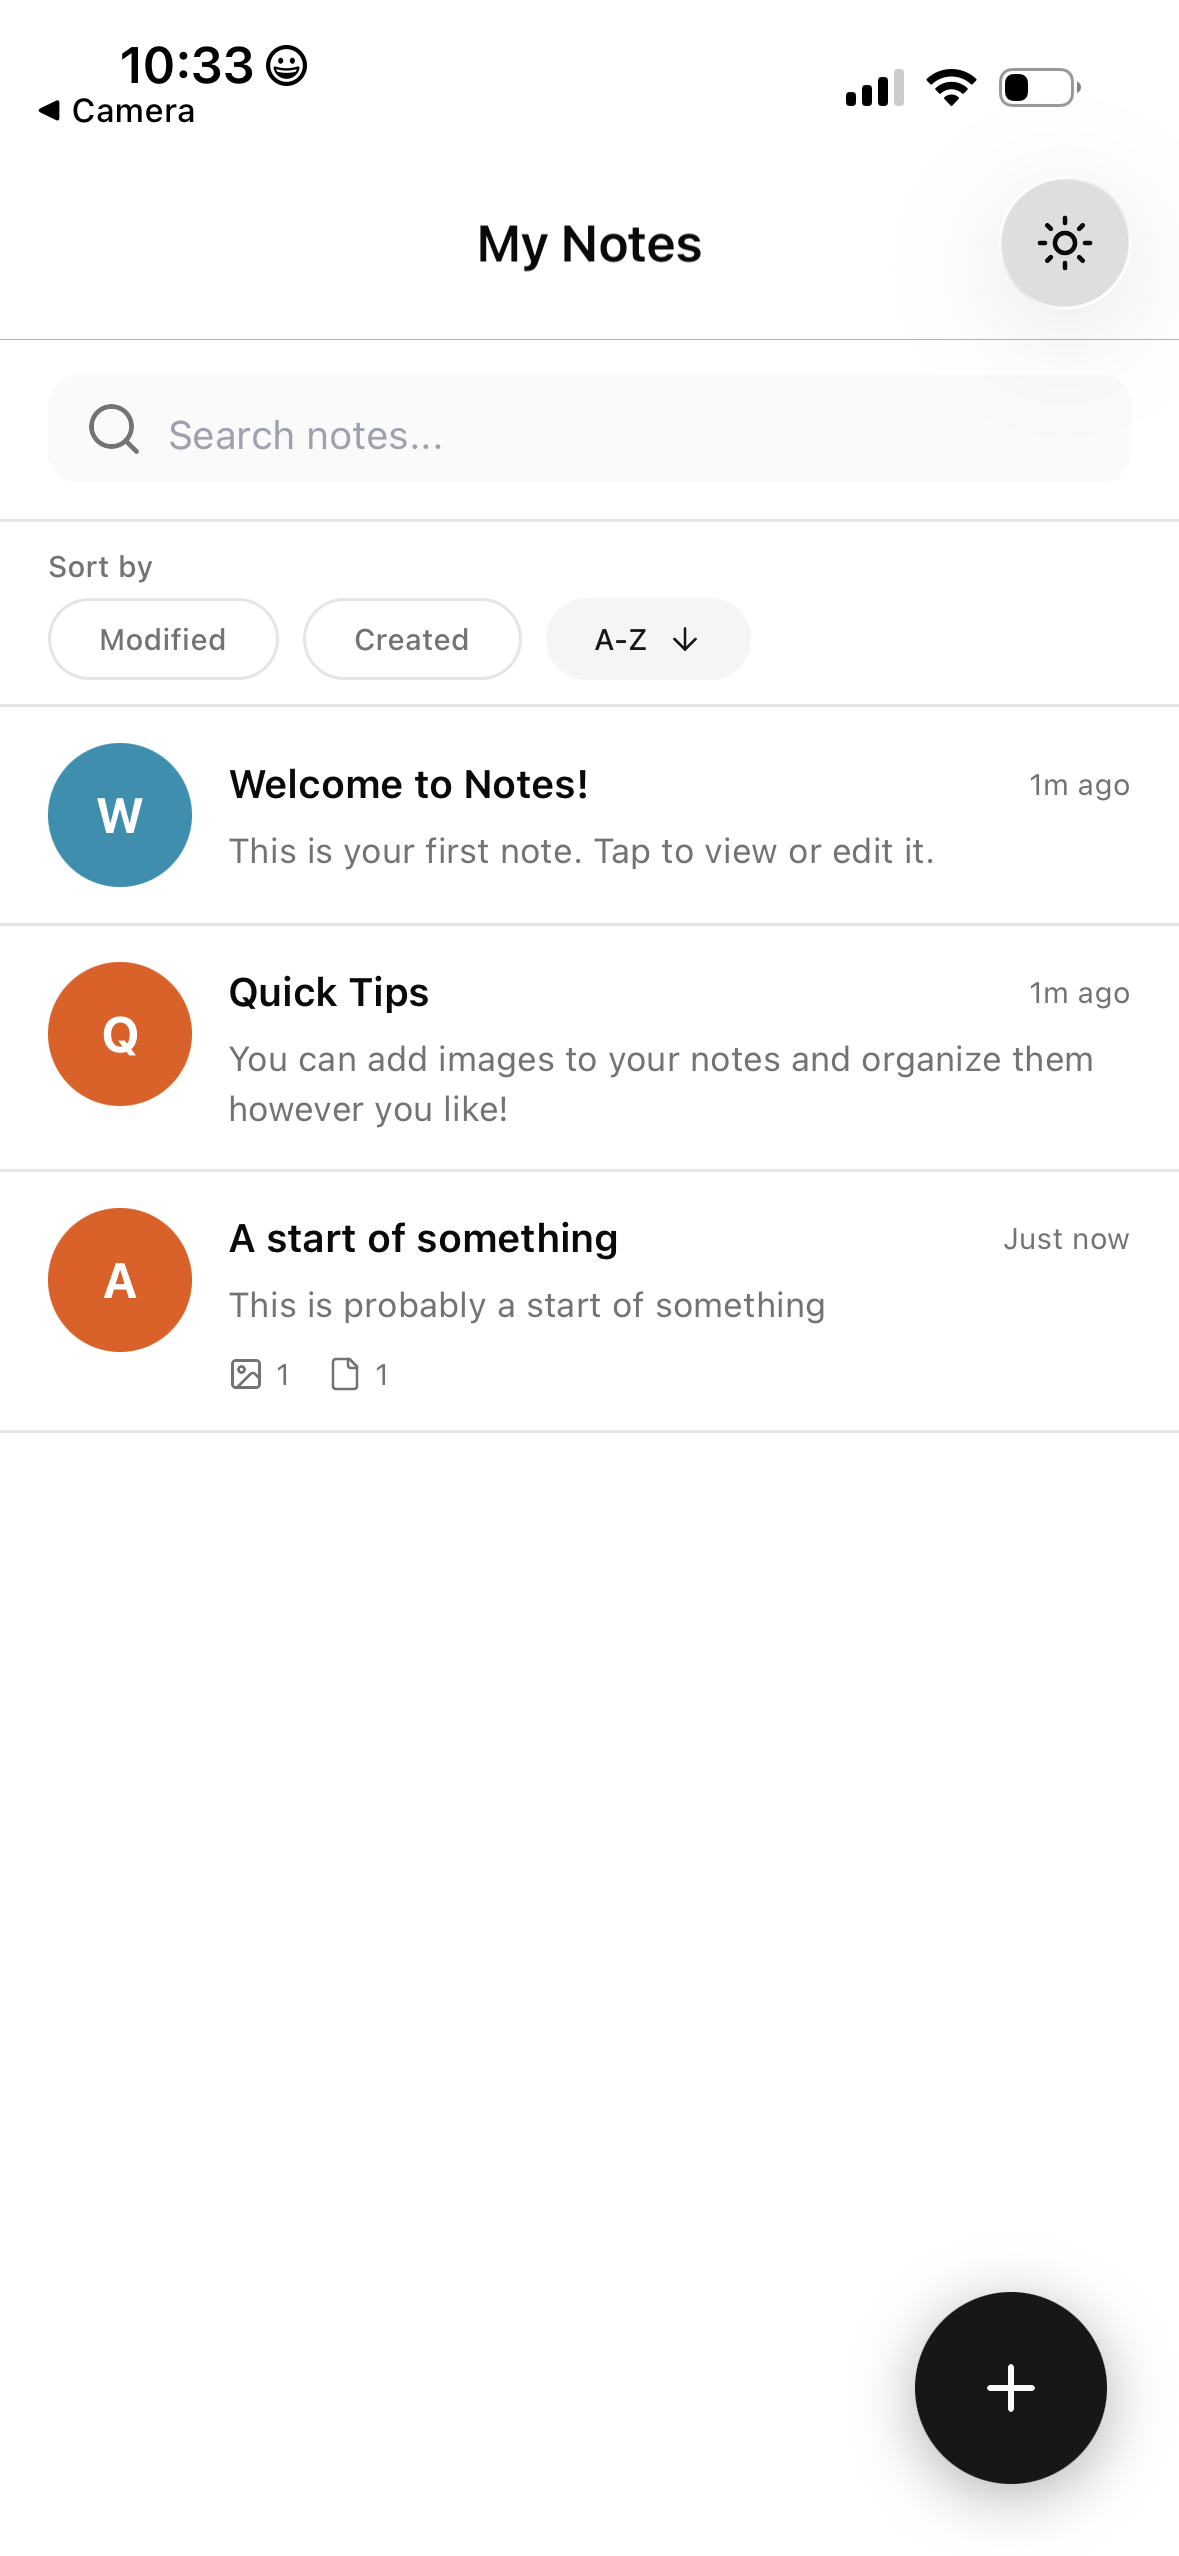 10:33
Camera
My Notes
Search notes...
Sort by
Modified
Created
A-Z
W
Welcome to Notes!
1m ago
This is your first note. Tap to view or edit it.
Q
Quick Tips
1m ago
You can add images to your notes and organize them
however you like!
A
A start of something
Just now
This is probably a start of something
1
1